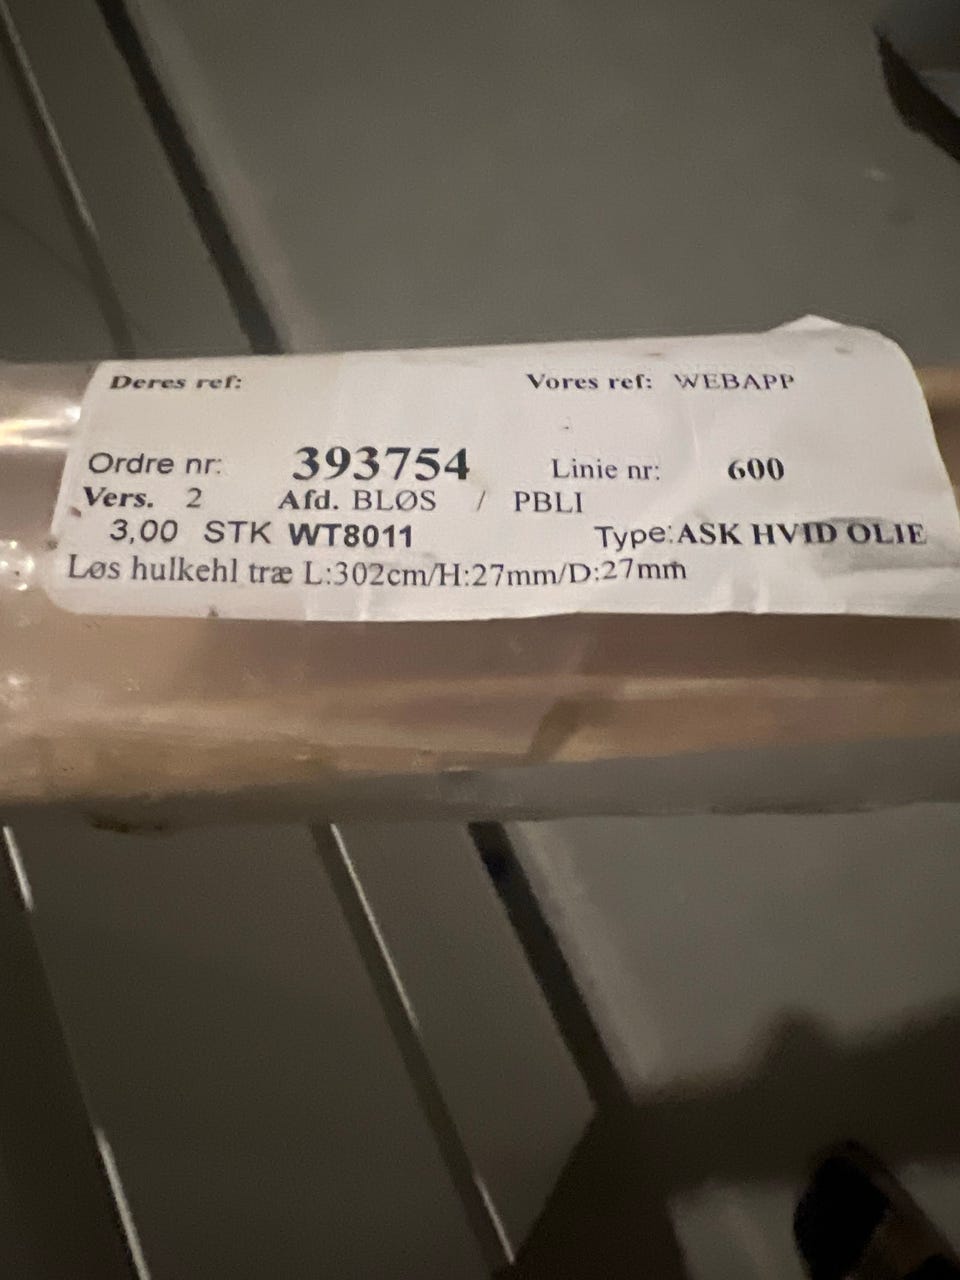 Deres ref: Vores ref: WEBAPP
Ordre nr: 393754 Linie nr: 600
Vers. 2 Afd. BLØS / PBLI
3,00 STK WT8011 Type:ASK HVID OLIE
Løs hulkehl træ L:302cm/H:27mm/D:27mm